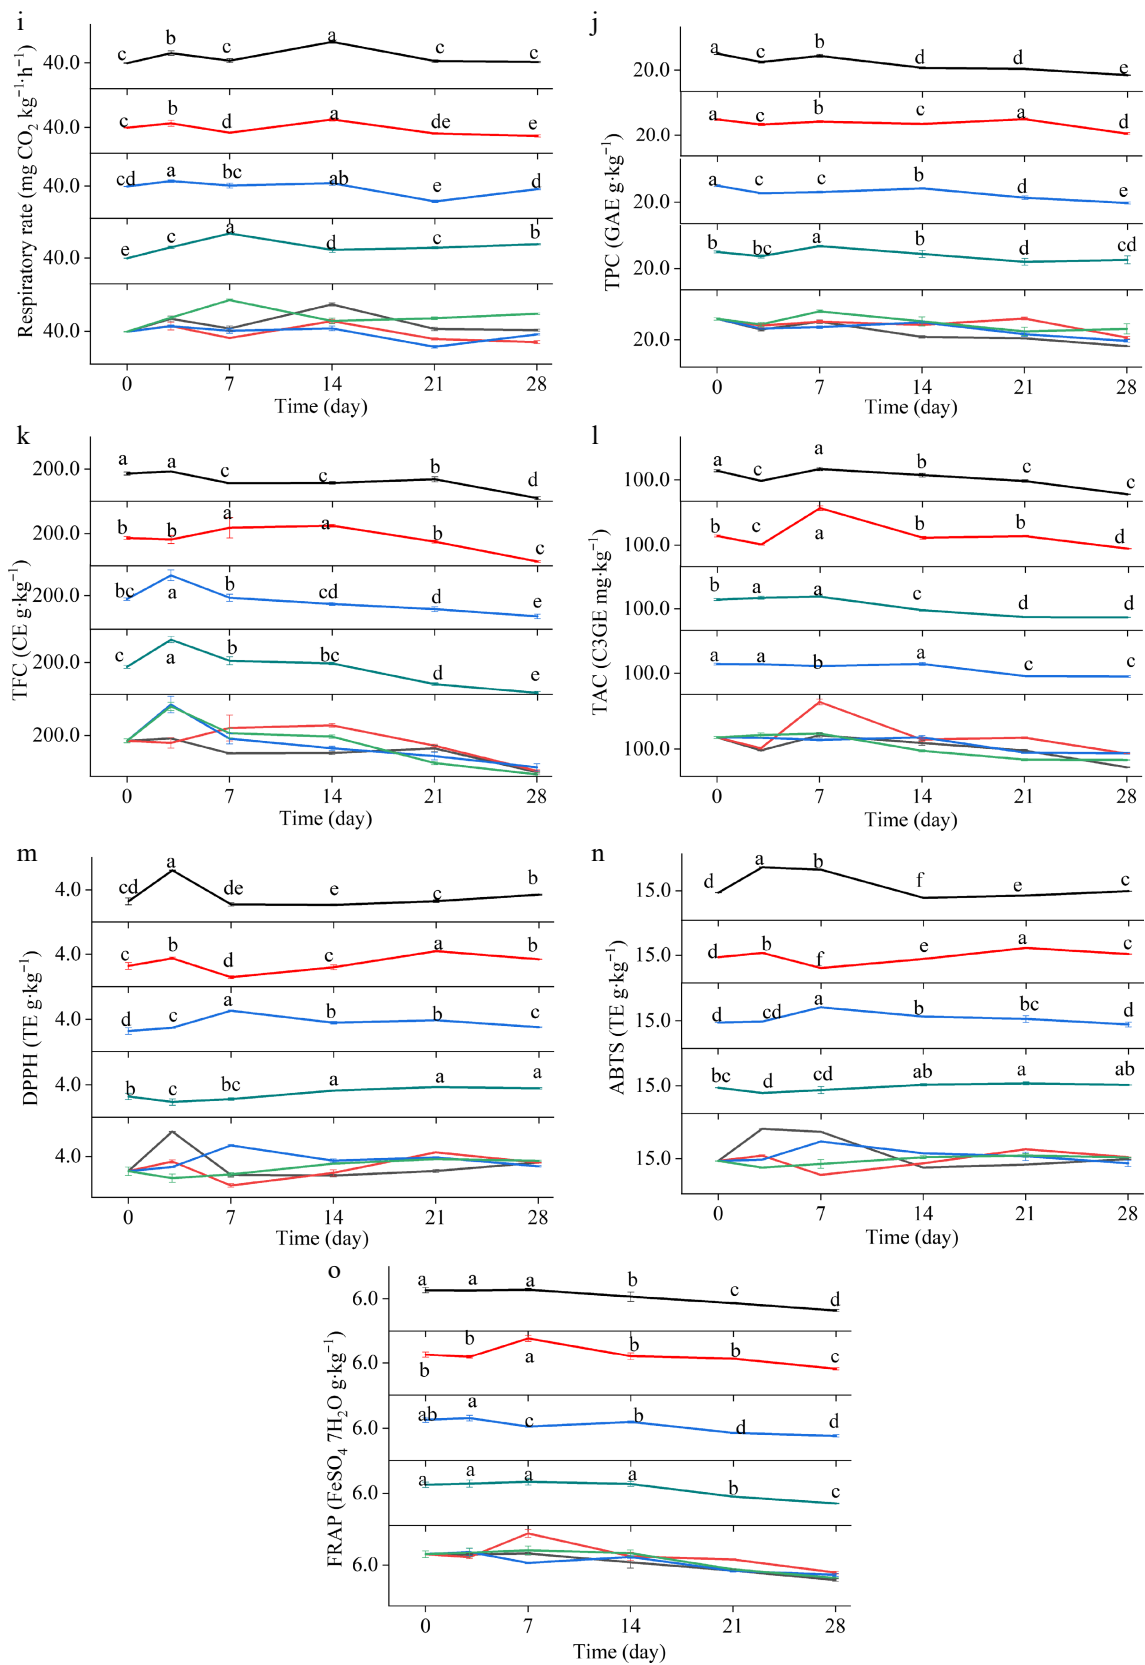 i
Respiratory rate (mg CO₂ kg⁻¹·h⁻¹)
c b c a c c
40.0
c b d a de e
40.0
cd a bc ab e d
40.0
e c a d c b
40.0
40.0
0 7 14 21 28
Time (day)
j
TPC (GAE g·kg⁻¹)
a c b d d e
20.0
a c b c a d
20.0
a c c b d e
20.0
b bc a b d cd
20.0
20.0
0 7 14 21 28
Time (day)
k
TFC (CE g·kg⁻¹)
a a c c b d
200.0
b b a a b c
200.0
bc a b cd d e
200.0
c a b bc d e
200.0
200.0
0 7 14 21 28
Time (day)
l
TAC (C3GE mg·kg⁻¹)
a c a b c c
100.0
b c a b b d
100.0
b a a c d d
100.0
a a b a c c
100.0
100.0
0 7 14 21 28
Time (day)
m
DPPH (TE g·kg⁻¹)
cd a de e c b
4.0
c b d c a b
4.0
d c a b b c
4.0
b c bc a a a
4.0
4.0
0 7 14 21 28
Time (day)
n
ABTS (TE g·kg⁻¹)
d a b f e c
15.0
d b f e a c
15.0
d cd a b bc d
15.0
bc d cd ab a ab
15.0
15.0
0 7 14 21 28
Time (day)
o
FRAP (FeSO₄ 7H₂O g·kg⁻¹)
a a a b c d
6.0
b b a b b c
6.0
ab a c b d d
6.0
a a a a b c
6.0
6.0
0 7 14 21 28
Time (day)